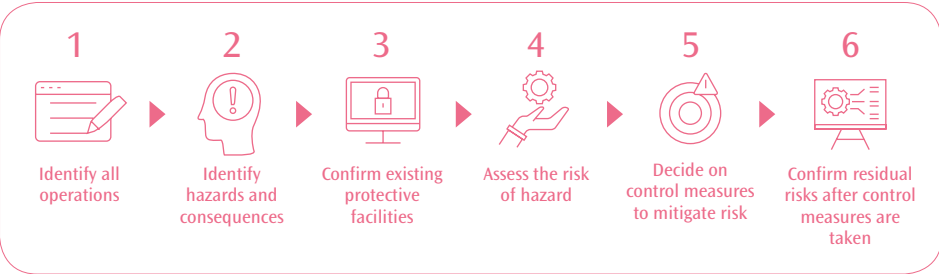 1
Identify all
operations
2
Identify
hazards and
consequences
3
Confirm existing
protective
facilities
4
Assess the risk
of hazard
5
Decide on
control measures
to mitigate risk
6
Confirm residual
risks after control
measures are
taken